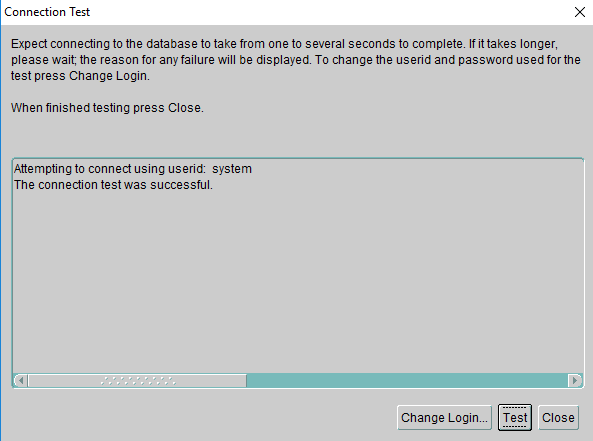 Connection Test
Expect connecting to the database to take from one to several seconds to complete. If it takes longer,
please wait; the reason for any failure will be displayed. To change the userid and password used for the
test press Change Login.
When finished testing press Close.
Attempting to connect using userid:  system
The connection test was successful.
Change Login... Test Close